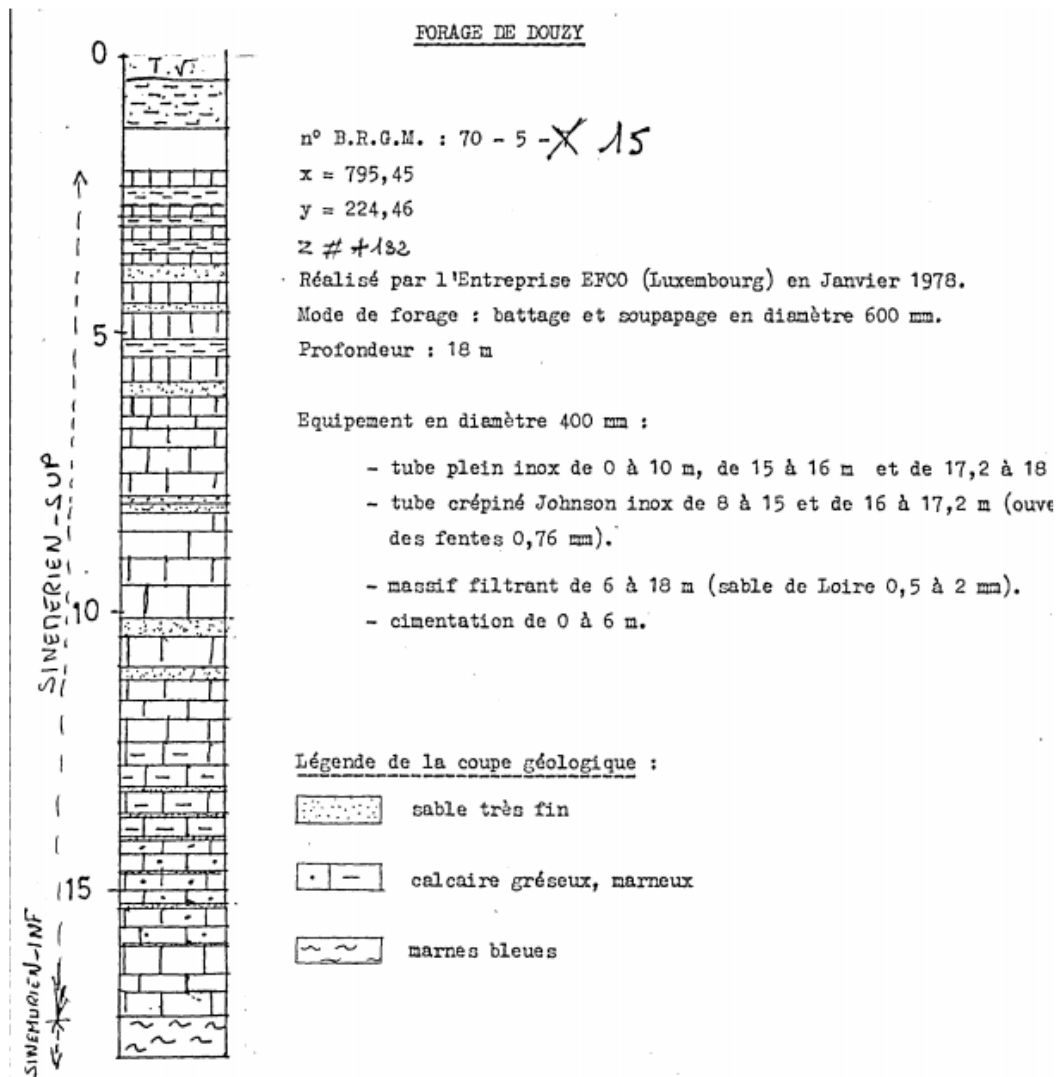 FORAGE DE DOUZY
0
T.V.
n° B.R.G.M. : 70 - 5 - X 15
x = 795,45
y = 224,46
z # +132
Réalisé par l'Entreprise EFCO (Luxembourg) en Janvier 1978.
Mode de forage : battage et soupapage en diamètre 600 mm.
5
Profondeur : 18 m
Equipement en diamètre 400 mm :
- tube plein inox de 0 à 10 m, de 15 à 16 m et de 17,2 à 18
- tube crépiné Johnson inox de 8 à 15 et de 16 à 17,2 m (ouve
des fentes 0,76 mm).
- massif filtrant de 6 à 18 m (sable de Loire 0,5 à 2 mm).
10
- cimentation de 0 à 6 m.
SINEMERIEN-SUP
Légende de la coupe géologique :
sable très fin
15
calcaire gréseux, marneux
marnes bleues
SINEMURIEN-INF